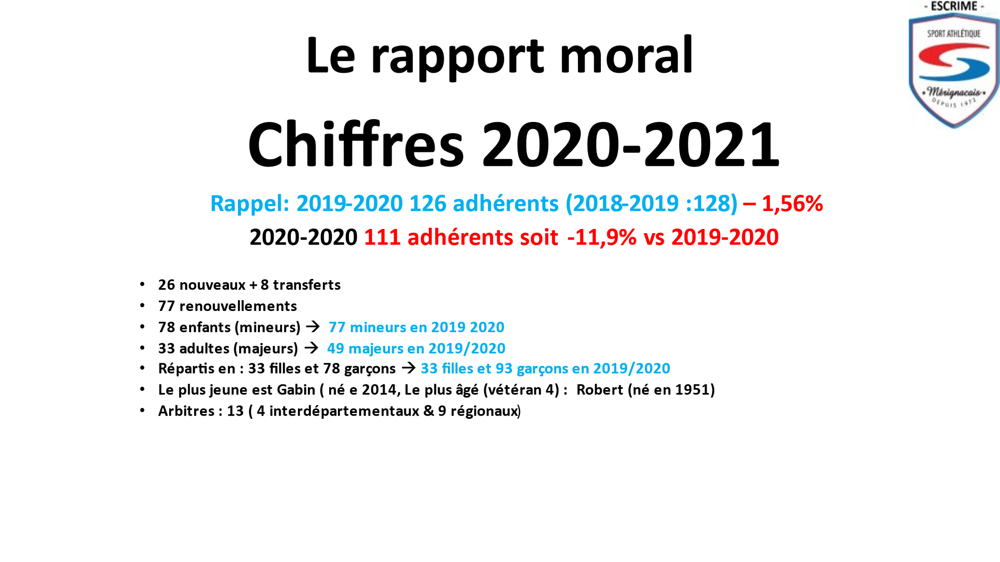 - ESCRIME -
SPORT ATHLÉTIQUE
Mérignacais
DEPUIS 1972
Le rapport moral
Chiffres 2020-2021
Rappel: 2019-2020 126 adhérents (2018-2019 :128) – 1,56%
2020-2020 111 adhérents soit -11,9% vs 2019-2020
• 26 nouveaux + 8 transferts
• 77 renouvellements
• 78 enfants (mineurs) → 77 mineurs en 2019 2020
• 33 adultes (majeurs) → 49 majeurs en 2019/2020
• Répartis en : 33 filles et 78 garçons → 33 filles et 93 garçons en 2019/2020
• Le plus jeune est Gabin ( né e 2014, Le plus âgé (vétéran 4) : Robert (né en 1951)
• Arbitres : 13 ( 4 interdépartementaux & 9 régionaux)